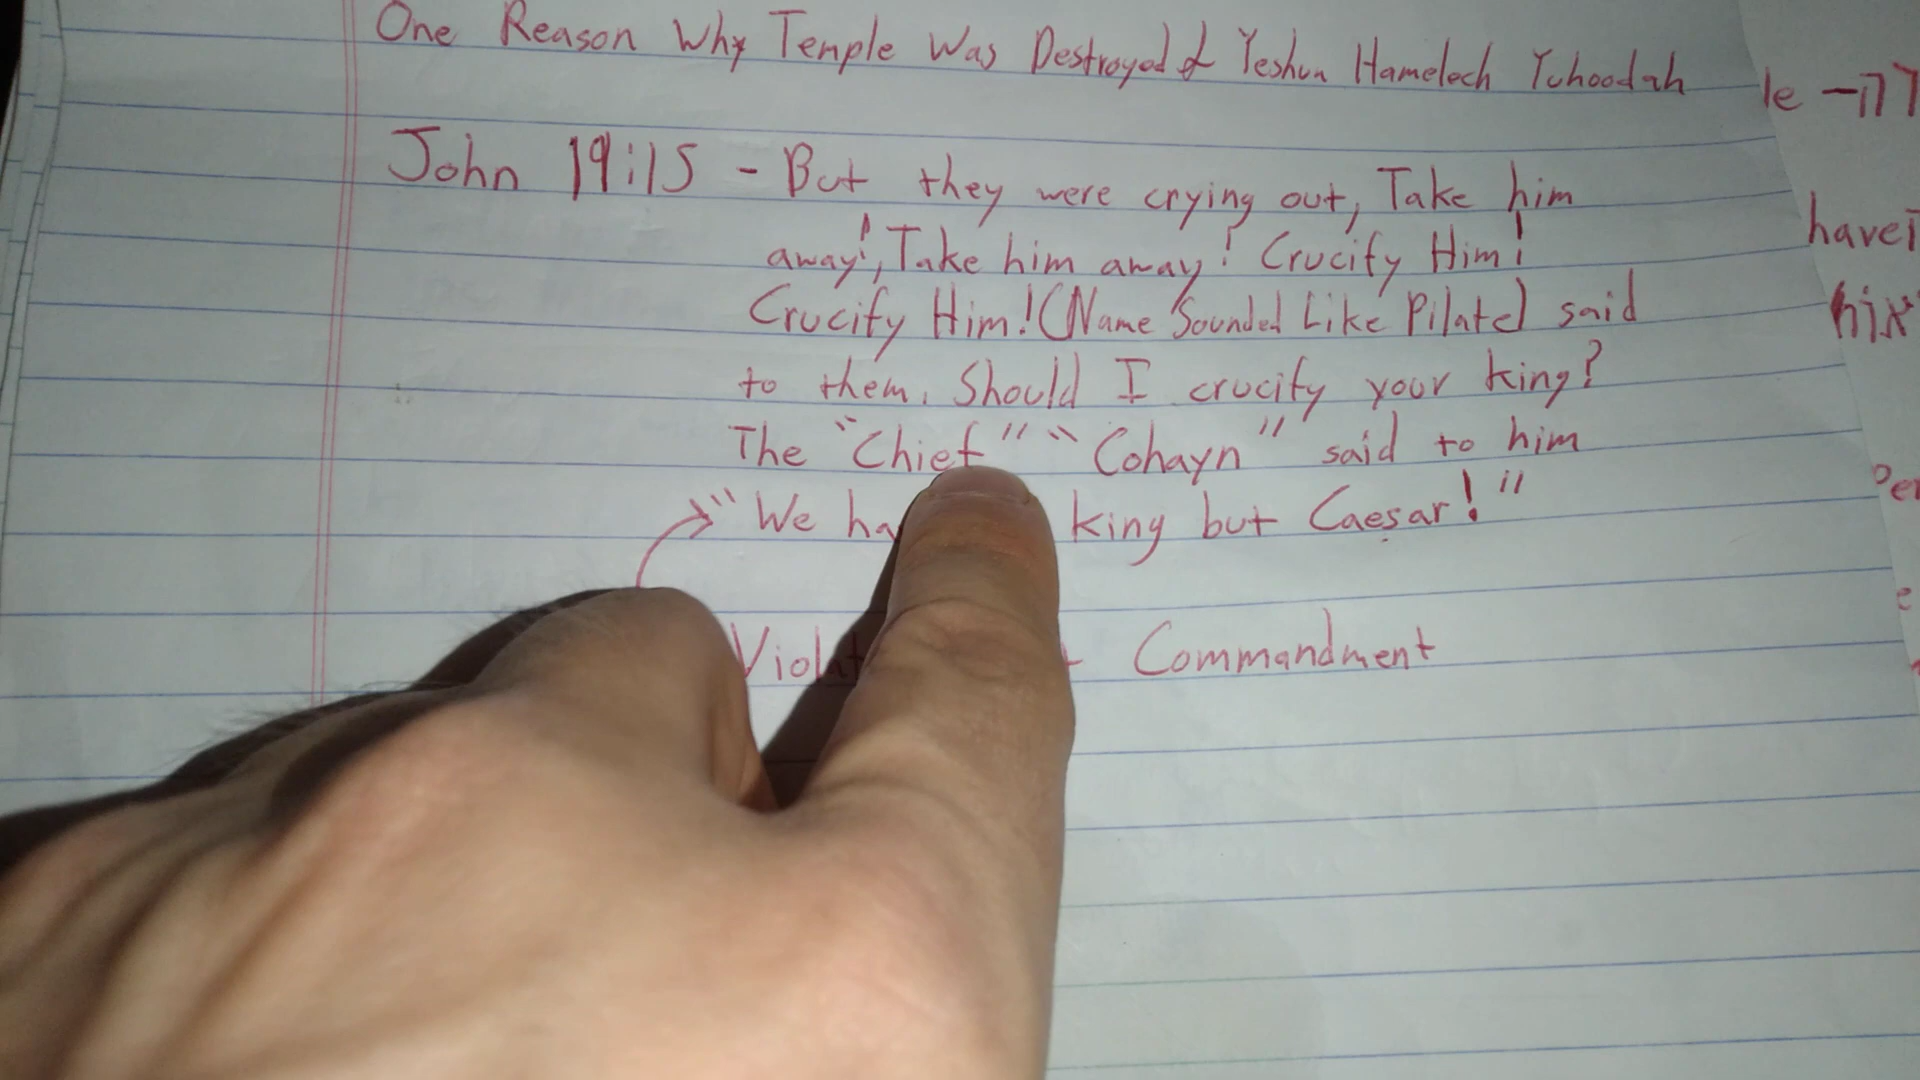 One Reason Why Temple Was Destroyed & Yeshua Hamelech Yuhoodah
John 19:15 - But they were crying out, Take him
away!, Take him away! Crucify Him!
Crucify Him! (Name Sounded Like Pilate) said
to them. Should I crucify your king?
The "Chief" "Cohayn" said to him
"We king but Caesar!"
Commandment
le
have